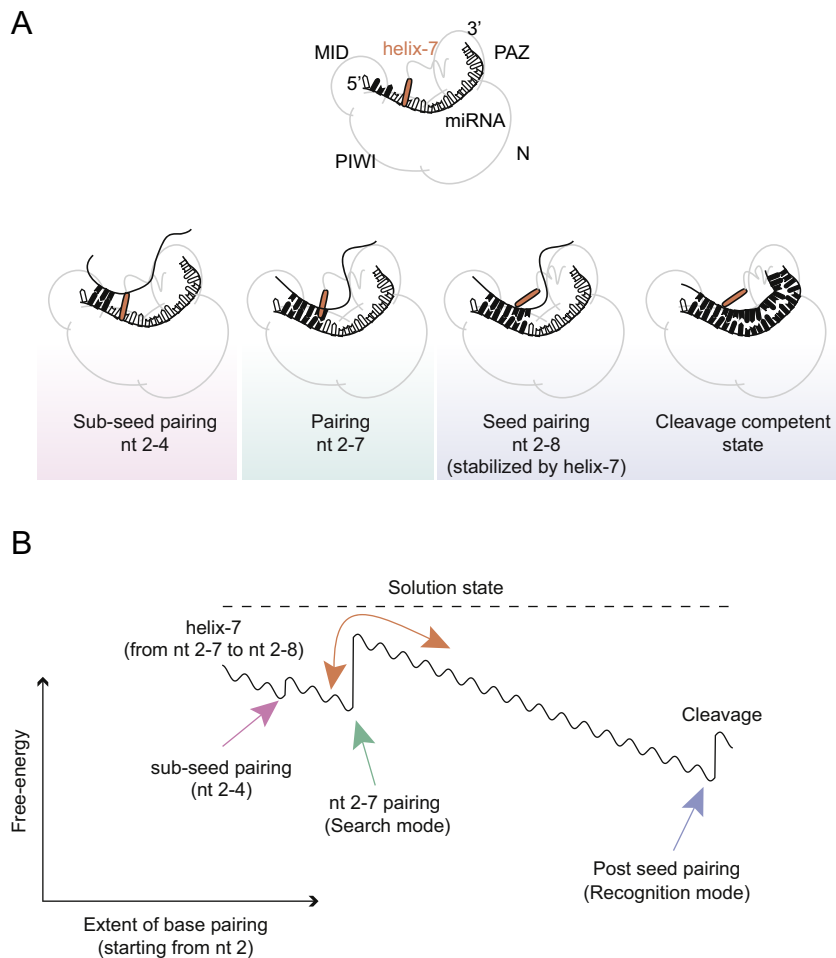 A
3’
MID
helix-7
PAZ
5’
miRNA
PIWI
N
Sub-seed pairing
nt 2-4
Pairing
nt 2-7
Seed pairing
nt 2-8
(stabilized by helix-7)
Cleavage competent
state
B
Solution state
helix-7
(from nt 2-7 to nt 2-8)
Cleavage
sub-seed pairing
(nt 2-4)
nt 2-7 pairing
(Search mode)
Post seed pairing
(Recognition mode)
Free-energy
Extent of base pairing
(starting from nt 2)